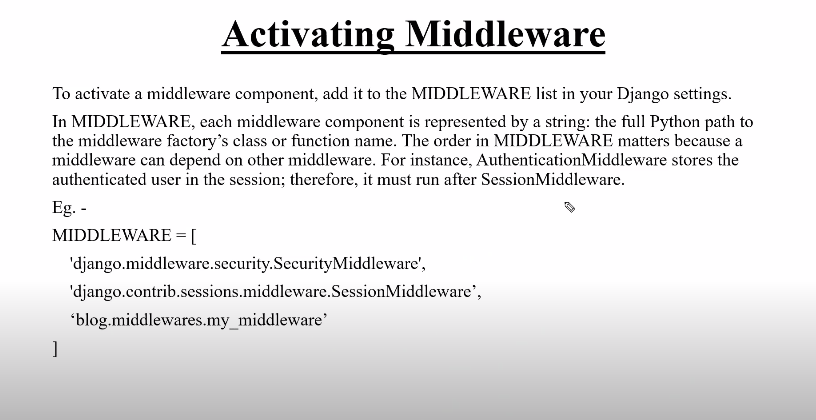 Activating Middleware
To activate a middleware component, add it to the MIDDLEWARE list in your Django settings.
In MIDDLEWARE, each middleware component is represented by a string: the full Python path to
the middleware factory’s class or function name. The order in MIDDLEWARE matters because a
middleware can depend on other middleware. For instance, AuthenticationMiddleware stores the
authenticated user in the session; therefore, it must run after SessionMiddleware.
Eg. -
MIDDLEWARE = [
'django.middleware.security.SecurityMiddleware',
'django.contrib.sessions.middleware.SessionMiddleware’,
‘blog.middlewares.my_middleware’
]